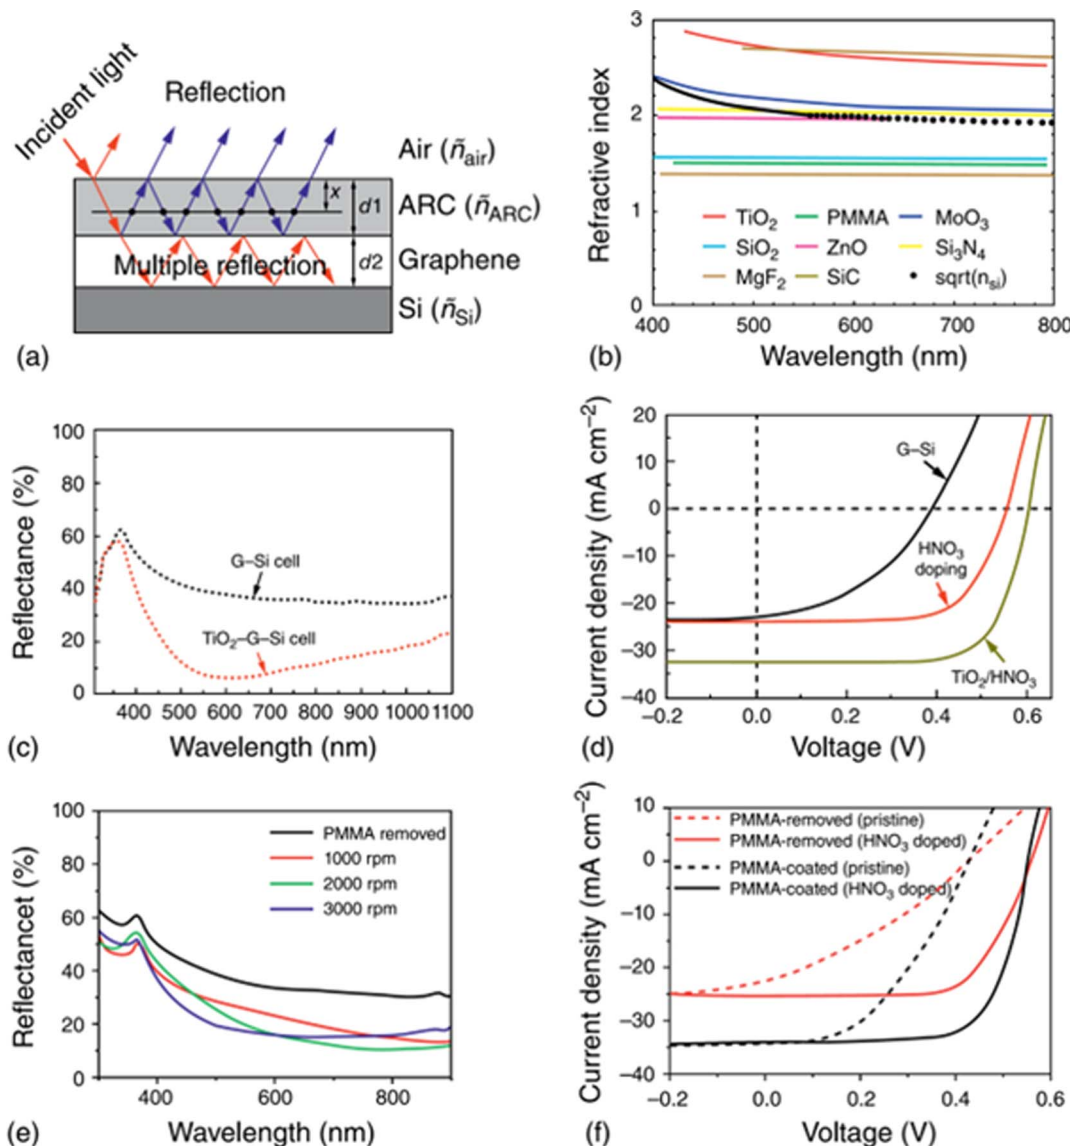 Incident light
Reflection
Air (ñair)
x
d1
ARC (ñARC)
Multiple reflection
d2
Graphene
Si (ñSi)
(a)
Refractive index
3
2
1
0
TiO2 PMMA MoO3
SiO2 ZnO Si3N4
MgF2 SiC sqrt(nsi)
400 500 600 700 800
Wavelength (nm)
(b)
Reflectance (%)
100
80
60
40
20
0
G–Si cell
TiO2–G–Si cell
400 500 600 700 800 900 1000 1100
Wavelength (nm)
(c)
Current density (mA cm−2)
20
10
0
−10
−20
−30
−40
G–Si
HNO3
doping
TiO2/HNO3
−0.2 0.0 0.2 0.4 0.6
Voltage (V)
(d)
Reflectancet (%)
100
80
60
40
20
0
PMMA removed
1000 rpm
2000 rpm
3000 rpm
400 600 800
Wavelength (nm)
(e)
Current density (mA cm−2)
10
0
−10
−20
−30
−40
PMMA-removed (pristine)
PMMA-removed (HNO3 doped)
PMMA-coated (pristine)
PMMA-coated (HNO3 doped)
−0.2 0.0 0.2 0.4 0.6
Voltage (V)
(f)